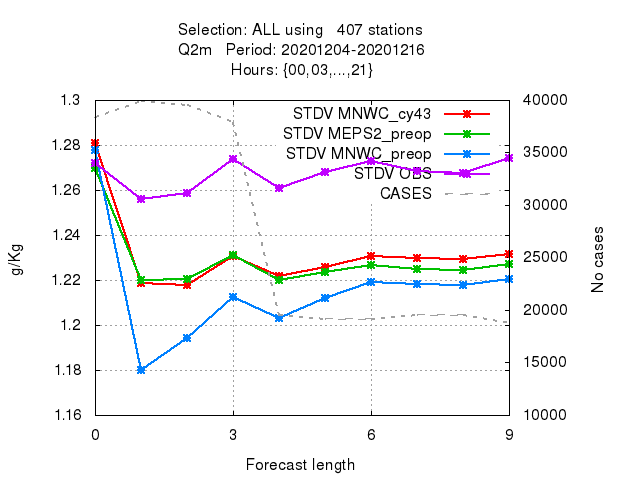 Selection: ALL using   407 stations
Q2m   Period: 20201204-20201216
Hours: {00,03,...,21}
1.3
1.28
1.26
1.24
1.22
1.2
1.18
1.16
g/Kg
STDV MNWC_cy43
STDV MEPS2_preop
STDV MNWC_preop
STDV OBS
CASES
40000
35000
30000
25000
20000
15000
10000
No cases
0
3
6
9
Forecast length